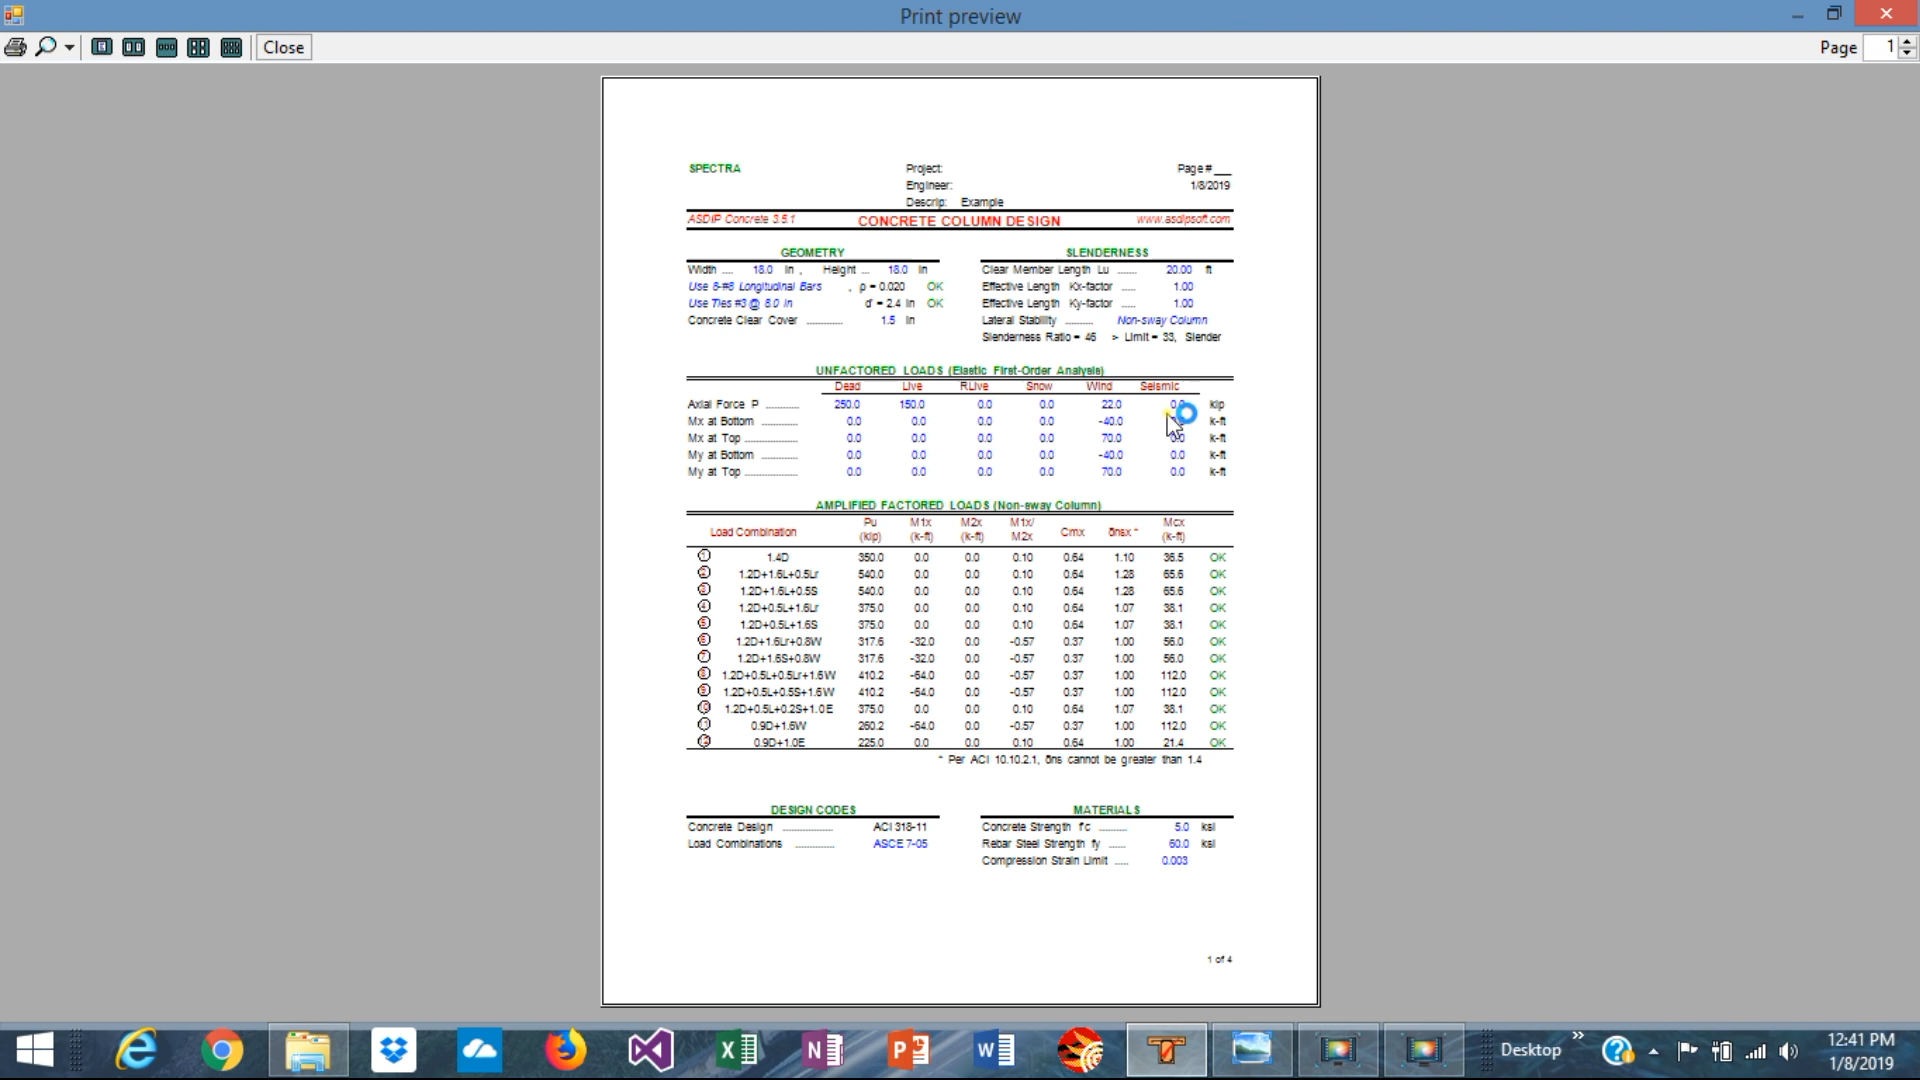 Print preview
Close
Page 1
SPECTRA Project: Page # ___
Engineer: 1/8/2019
Descrip: Example
ASDIP Concrete 3.5.1 CONCRETE COLUMN DESIGN www.asdipsoft.com
GEOMETRY SLENDERNESS
Width .... 18.0 in , Height ... 18.0 in Clear Member Length Lu ...... 20.00 ft
Use 8-#8 Longitudinal Bars , ρ = 0.020 OK Effective Length Kx-factor ..... 1.00
Use Ties #3 @ 8.0 in d' = 2.4 in OK Effective Length Ky-factor ..... 1.00
Concrete Clear Cover ............ 1.5 in Lateral Stability ......... Non-sway Column
Slenderness Ratio = 46 > Limit = 33, Slender
UNFACTORED LOADS (Elastic First-Order Analysis)
Dead Live RLive Snow Wind Seismic
Axial Force P ........... 250.0 150.0 0.0 0.0 22.0 0.0 kip
Mx at Bottom ............ 0.0 0.0 0.0 0.0 -40.0 k-ft
Mx at Top ................. 0.0 0.0 0.0 0.0 70.0 0.0 k-ft
My at Bottom ............ 0.0 0.0 0.0 0.0 -40.0 0.0 k-ft
My at Top ................. 0.0 0.0 0.0 0.0 70.0 0.0 k-ft
AMPLIFIED FACTORED LOADS (Non-sway Column)
Load Combination Pu (kip) M1x (k-ft) M2x (k-ft) M1x/ M2x Cmx δnsx * Mcx (k-ft)
1 1.4D 350.0 0.0 0.0 0.10 0.64 1.10 36.5 OK
2 1.2D+1.6L+0.5Lr 540.0 0.0 0.0 0.10 0.64 1.28 65.6 OK
3 1.2D+1.6L+0.5S 540.0 0.0 0.0 0.10 0.64 1.28 65.6 OK
4 1.2D+0.5L+1.6Lr 375.0 0.0 0.0 0.10 0.64 1.07 38.1 OK
5 1.2D+0.5L+1.6S 375.0 0.0 0.0 0.10 0.64 1.07 38.1 OK
6 1.2D+1.6Lr+0.8W 317.6 -32.0 0.0 -0.57 0.37 1.00 56.0 OK
7 1.2D+1.6S+0.8W 317.6 -32.0 0.0 -0.57 0.37 1.00 56.0 OK
8 1.2D+0.5L+0.5Lr+1.6W 410.2 -64.0 0.0 -0.57 0.37 1.00 112.0 OK
9 1.2D+0.5L+0.5S+1.6W 410.2 -64.0 0.0 -0.57 0.37 1.00 112.0 OK
10 1.2D+0.5L+0.2S+1.0E 375.0 0.0 0.0 0.10 0.64 1.07 38.1 OK
11 0.9D+1.6W 260.2 -64.0 0.0 -0.57 0.37 1.00 112.0 OK
12 0.9D+1.0E 225.0 0.0 0.0 0.10 0.64 1.00 21.4 OK
* Per ACI 10.10.2.1, δns cannot be greater than 1.4
DESIGN CODES MATERIALS
Concrete Design .................. ACI 318-11 Concrete Strength f'c .......... 5.0 ksi
Load Combinations .............. ASCE 7-05 Rebar Steel Strength fy ...... 60.0 ksi
Compression Strain Limit ..... 0.003
1 of 4
Desktop
12:41 PM
1/8/2019